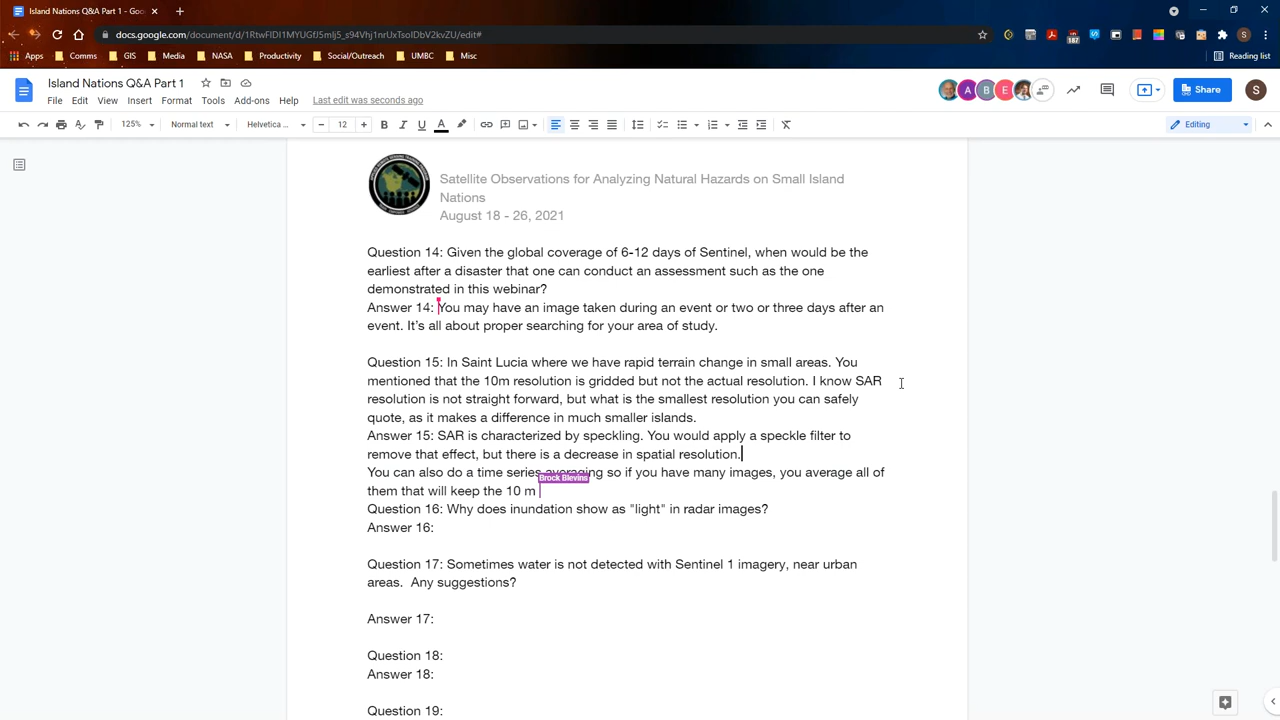 Island Nations Q&A Part 1 - Goo
docs.google.com/document/d/1RtwFlDI1MYUGfJ5mlj5_s94Vhj1nrUxTsoIDbV2kvZU/edit#
Apps Comms GIS Media NASA Productivity Social/Outreach UMBC Misc Reading list
187
Island Nations Q&A Part 1
File Edit View Insert Format Tools Add-ons Help Last edit was seconds ago
A B E Share S
125% Normal text Helvetica ... 12 B I U A Editing
Satellite Observations for Analyzing Natural Hazards on Small Island
Nations
August 18 - 26, 2021
Question 14: Given the global coverage of 6-12 days of Sentinel, when would be the
earliest after a disaster that one can conduct an assessment such as the one
demonstrated in this webinar?
Answer 14: You may have an image taken during an event or two or three days after an
event. It's all about proper searching for your area of study.
Question 15: In Saint Lucia where we have rapid terrain change in small areas. You
mentioned that the 10m resolution is gridded but not the actual resolution. I know SAR
resolution is not straight forward, but what is the smallest resolution you can safely
quote, as it makes a difference in much smaller islands.
Answer 15: SAR is characterized by speckling. You would apply a speckle filter to
remove that effect, but there is a decrease in spatial resolution.
You can also do a time series averaging so if you have many images, you average all of
Brock Blevins
them that will keep the 10 m
Question 16: Why does inundation show as "light" in radar images?
Answer 16:
Question 17: Sometimes water is not detected with Sentinel 1 imagery, near urban
areas. Any suggestions?
Answer 17:
Question 18:
Answer 18:
Question 19: